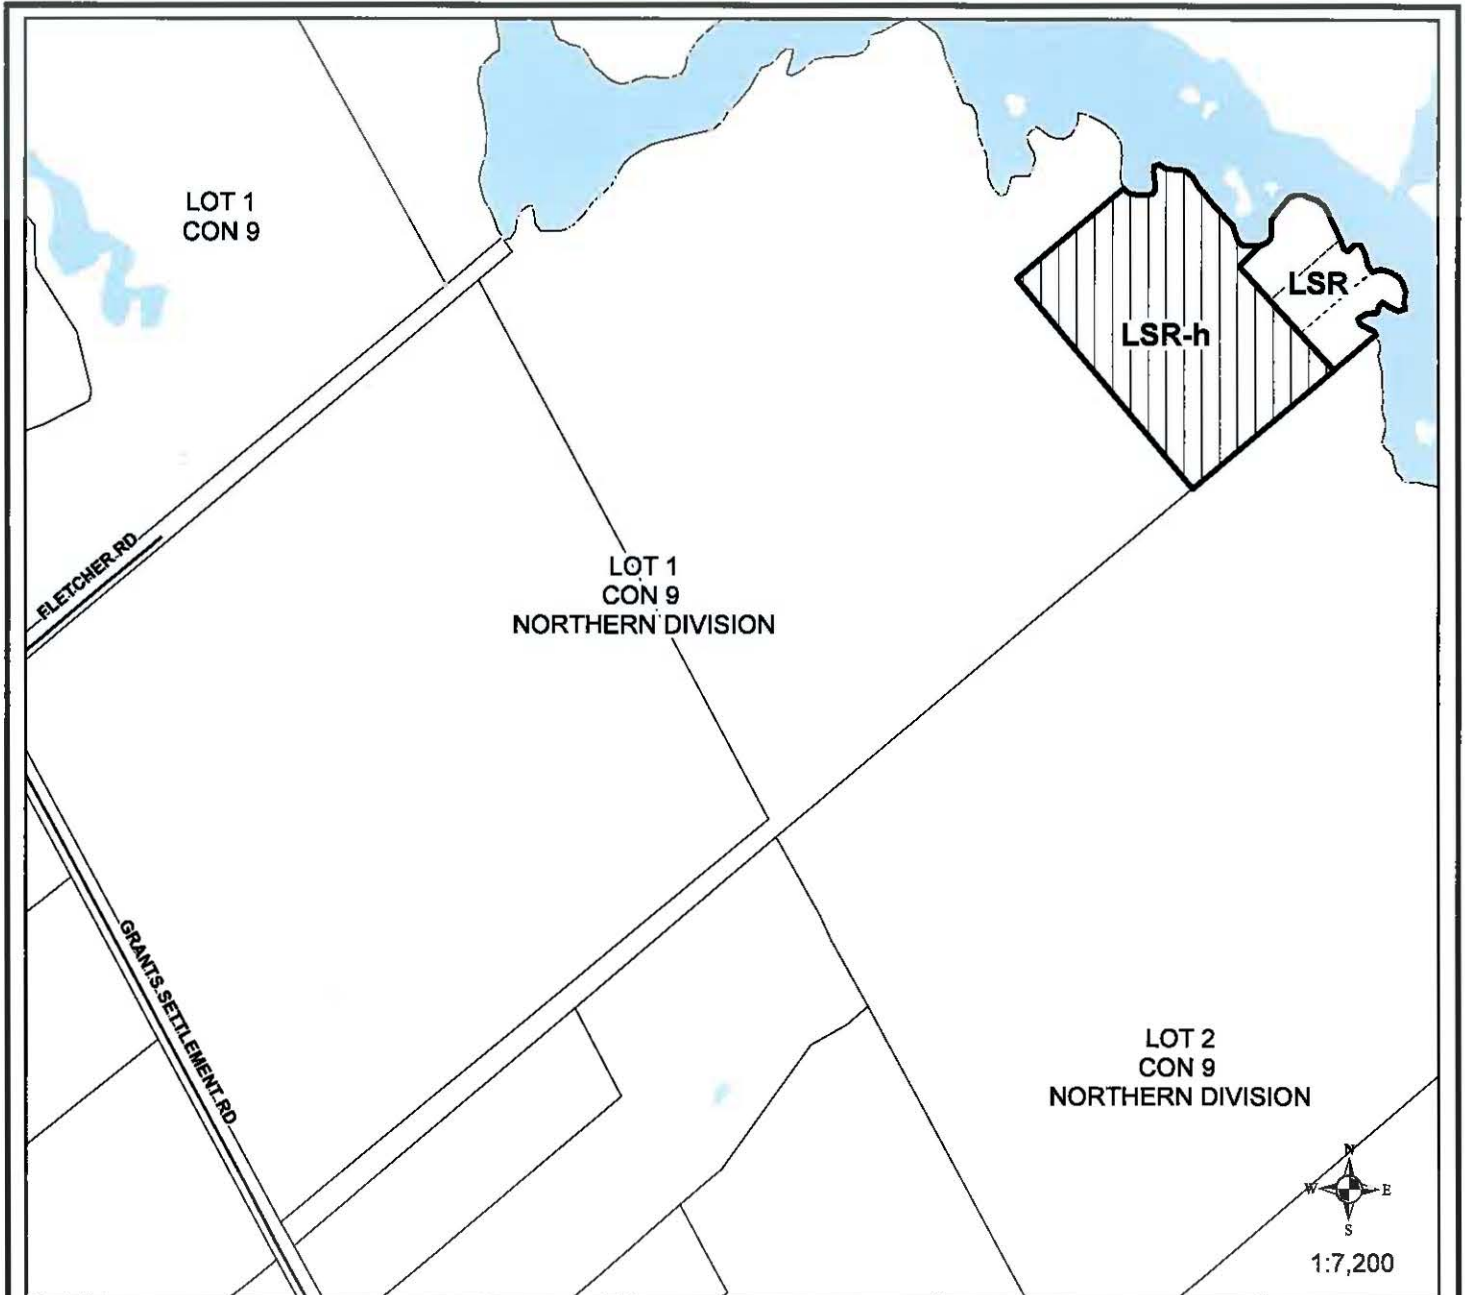 LOT 1
CON 9
LSR
LSR-h
FLETCHER RD
LOT 1
CON 9
NORTHERN DIVISION
GRANTS SETTLEMENT RD
LOT 2
CON 9
NORTHERN DIVISION
N
W E
S
1:7,200